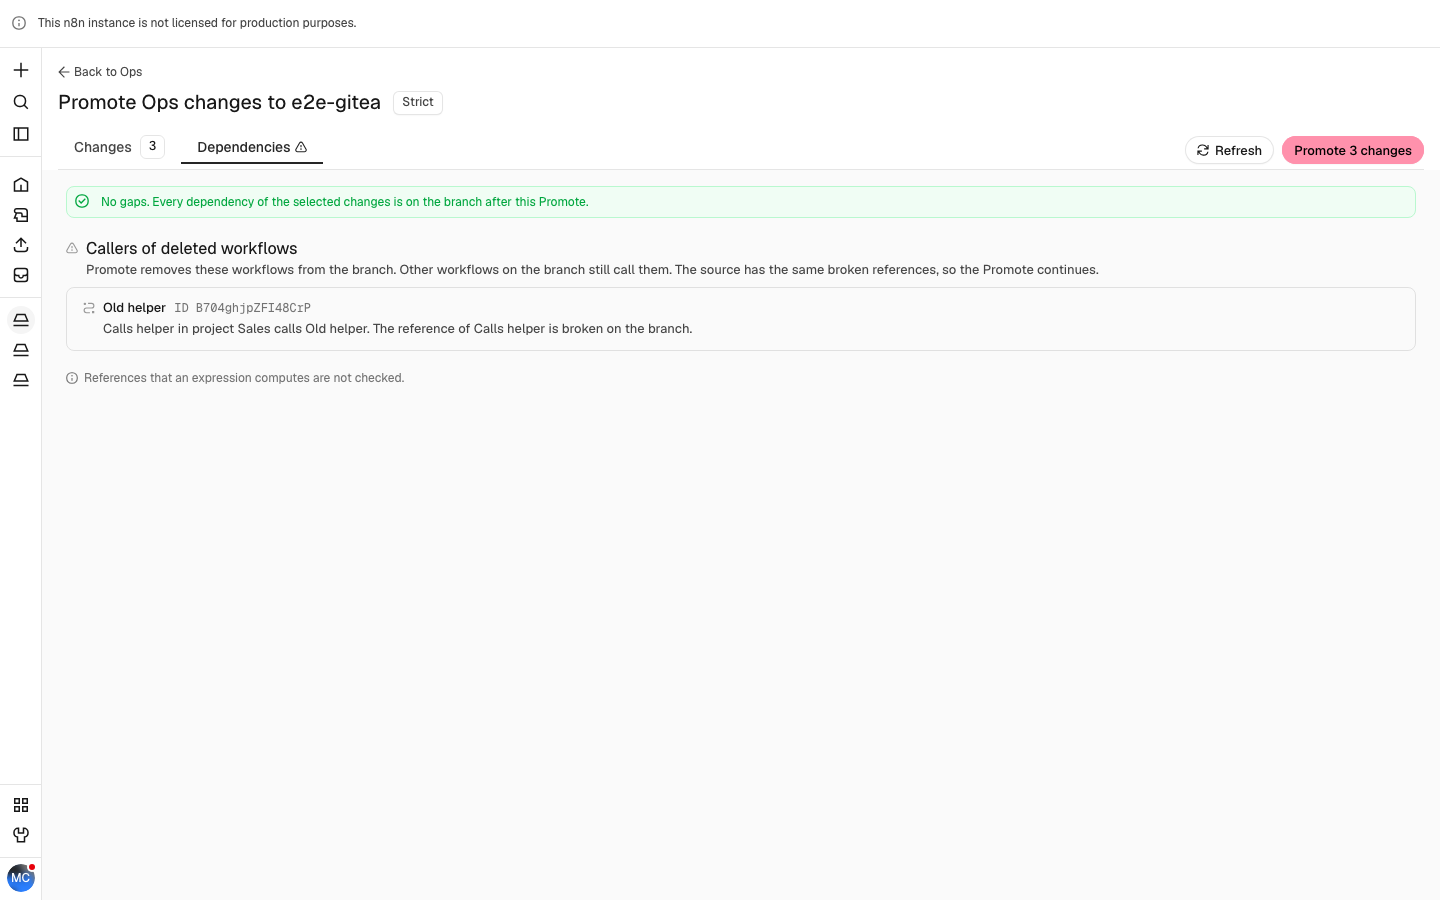 This n8n instance is not licensed for production purposes.
Back to Ops
Promote Ops changes to e2e-gitea
Strict
Changes 3
Dependencies
Refresh
Promote 3 changes
No gaps. Every dependency of the selected changes is on the branch after this Promote.
Callers of deleted workflows
Promote removes these workflows from the branch. Other workflows on the branch still call them. The source has the same broken references, so the Promote continues.
Old helper ID B704ghjpZFI48CrP
Calls helper in project Sales calls Old helper. The reference of Calls helper is broken on the branch.
References that an expression computes are not checked.
MC